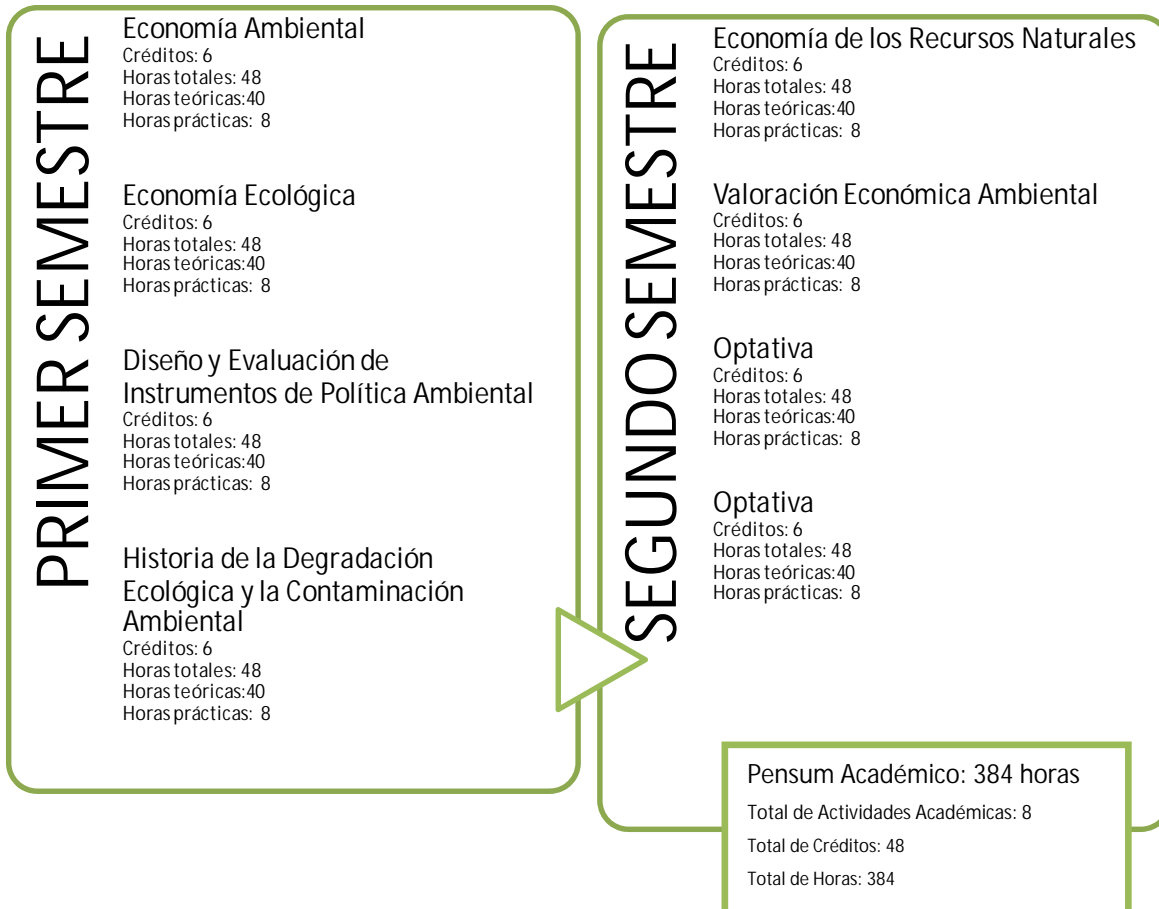 PRIMER SEMESTRE
Economía Ambiental
Créditos: 6
Horas totales: 48
Horas teóricas:40
Horas prácticas: 8
Economía Ecológica
Créditos: 6
Horas totales: 48
Horas teóricas:40
Horas prácticas: 8
Diseño y Evaluación de
Instrumentos de Política Ambiental
Créditos: 6
Horas totales: 48
Horas teóricas:40
Horas prácticas: 8
Historia de la Degradación
Ecológica y la Contaminación
Ambiental
Créditos: 6
Horas totales: 48
Horas teóricas:40
Horas prácticas: 8
SEGUNDO SEMESTRE
Economía de los Recursos Naturales
Créditos: 6
Horas totales: 48
Horas teóricas:40
Horas prácticas: 8
Valoración Económica Ambiental
Créditos: 6
Horas totales: 48
Horas teóricas:40
Horas prácticas: 8
Optativa
Créditos: 6
Horas totales: 48
Horas teóricas:40
Horas prácticas: 8
Optativa
Créditos: 6
Horas totales: 48
Horas teóricas:40
Horas prácticas: 8
Pensum Académico: 384 horas
Total de Actividades Académicas: 8
Total de Créditos: 48
Total de Horas: 384